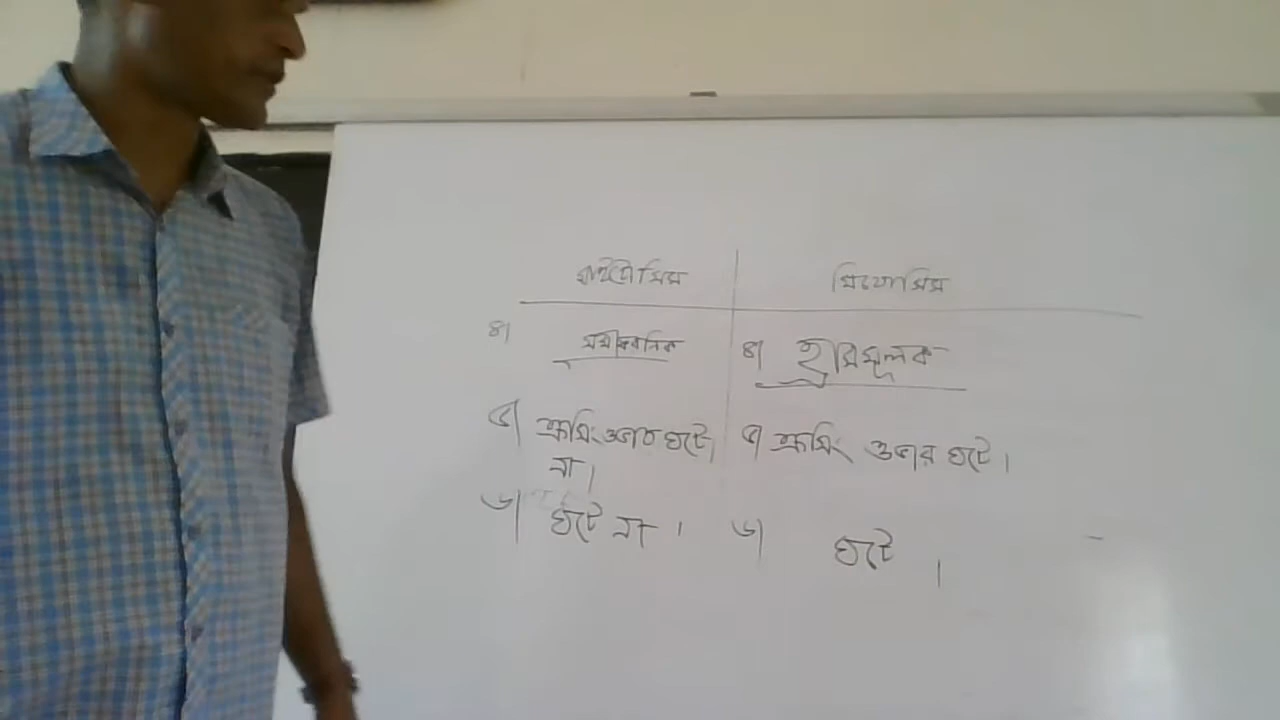 মাইটোসিস মিয়োসিস
৪। সমীকরণিক ৪। হ্রাসমূলক
৫। ক্রসিং ওভার ঘটে ৫। ক্রসিং ওভার ঘটে।
না।
৬। ঘটে না । ৬। ঘটে ।